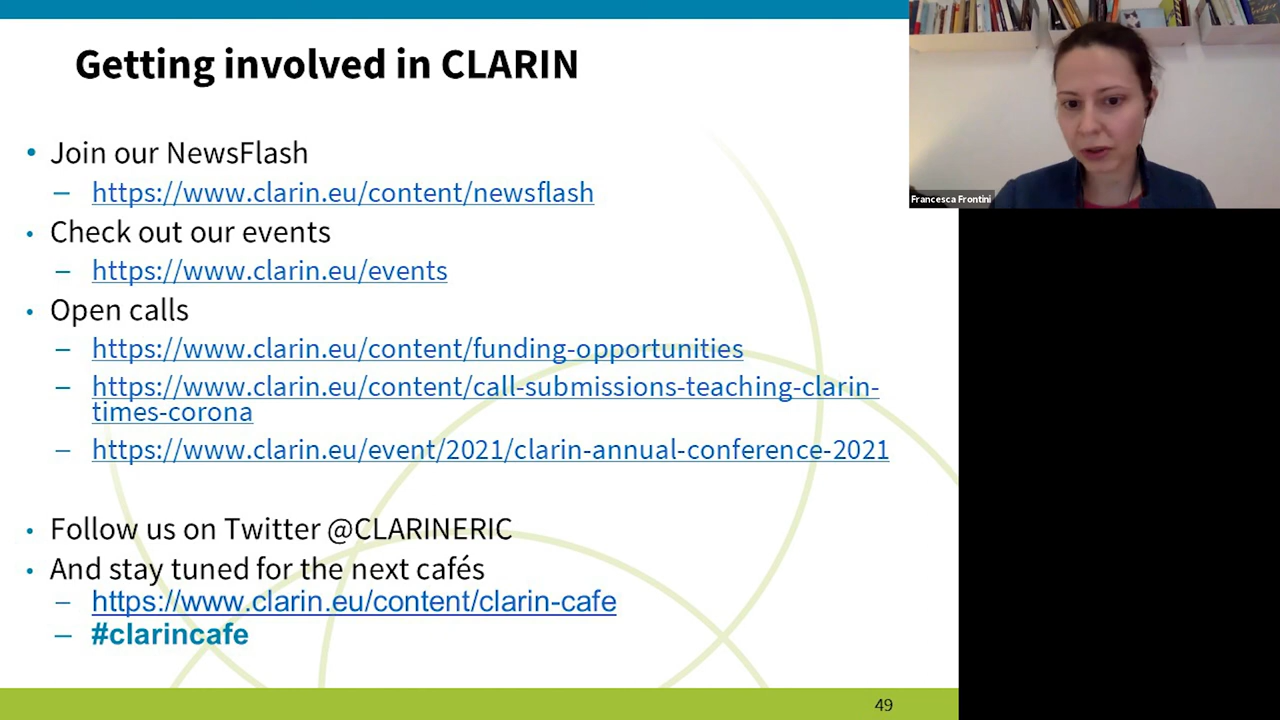 Getting involved in CLARIN
• Join our NewsFlash
– https://www.clarin.eu/content/newsflash
• Check out our events
– https://www.clarin.eu/events
• Open calls
– https://www.clarin.eu/content/funding-opportunities
– https://www.clarin.eu/content/call-submissions-teaching-clarin-
times-corona
– https://www.clarin.eu/event/2021/clarin-annual-conference-2021
• Follow us on Twitter @CLARINERIC
• And stay tuned for the next cafés
– https://www.clarin.eu/content/clarin-cafe
– #clarincafe
49
Francesca Frontini